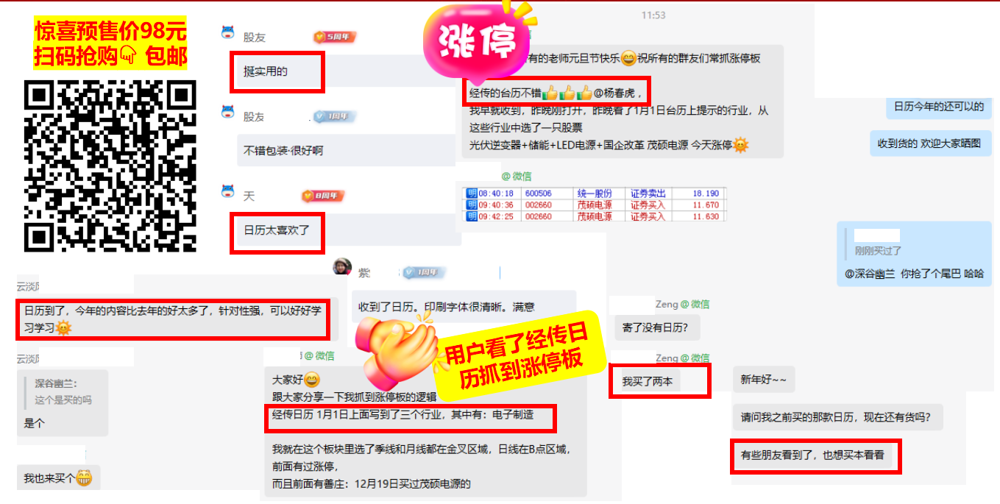 惊喜预售价98元
扫码抢购 包邮
股友
5周年
挺实用的
股友
1周年
不错包装·很好啊
天
8周年
日历太喜欢了
涨停
11:53
信
有的老师元旦节快乐😄祝所有的群友们常抓涨停板
经传的台历不错👍👍👍@杨春虎，
我早就收到，昨晚刚打开，昨晚看了1月1日台历上提示的行业，从
这些行业中选了一只股票
光伏逆变器+储能+LED电源+国企改革 茂硕电源 今天涨停🌞
@微信
明 08:40:18 600506 统一股份 证券卖出 18.190
明 09:40:36 002660 茂硕电源 证券买入 11.670
明 09:42:25 002660 茂硕电源 证券买入 11.630
日历今年的还可以的
收到货的 欢迎大家晒图
刚刚买过了
@深谷幽兰 你抢了个尾巴 哈哈
紫
1周年
收到了日历。印刷字体很清晰。满意
云淡
日历到了，今年的内容比去年的好太多了，针对性强，可以好好学
习学习🌞
云淡
深谷幽兰：
这个是买的吗
是个
我也来买个😁
@微信
大家好😄
跟大家分享一下我抓到涨停板的逻辑
经传日历 1月1日上面写到了三个行业，其中有：电子制造
我就在这个板块里选了季线和月线都在金叉区域，日线在B点区域，
前面有过涨停，
而且前面有善庄：12月19日买过茂硕电源的
用户看了经传日
历抓到涨停板
Zeng@微信
寄了没有日历？
Zeng@微信
我买了两本
新年好~~
请问我之前买的那款日历，现在还有货吗？
有些朋友看到了，也想买本看看